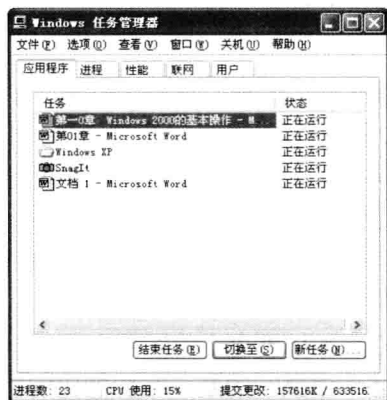 Windows 任务管理器
文件(F) 选项(O) 查看(V) 窗口(W) 关机(U) 帮助(H)
应用程序 进程 性能 联网 用户
任务 状态
第一0章 Windows 2000的基本操作 - M... 正在运行
第01章 - Microsoft Word 正在运行
Windows XP 正在运行
SnagIt 正在运行
文档 1 - Microsoft Word 正在运行
结束任务(E) 切换至(S) 新任务(N)...
进程数: 23 CPU 使用: 15% 提交更改: 157616K / 633516